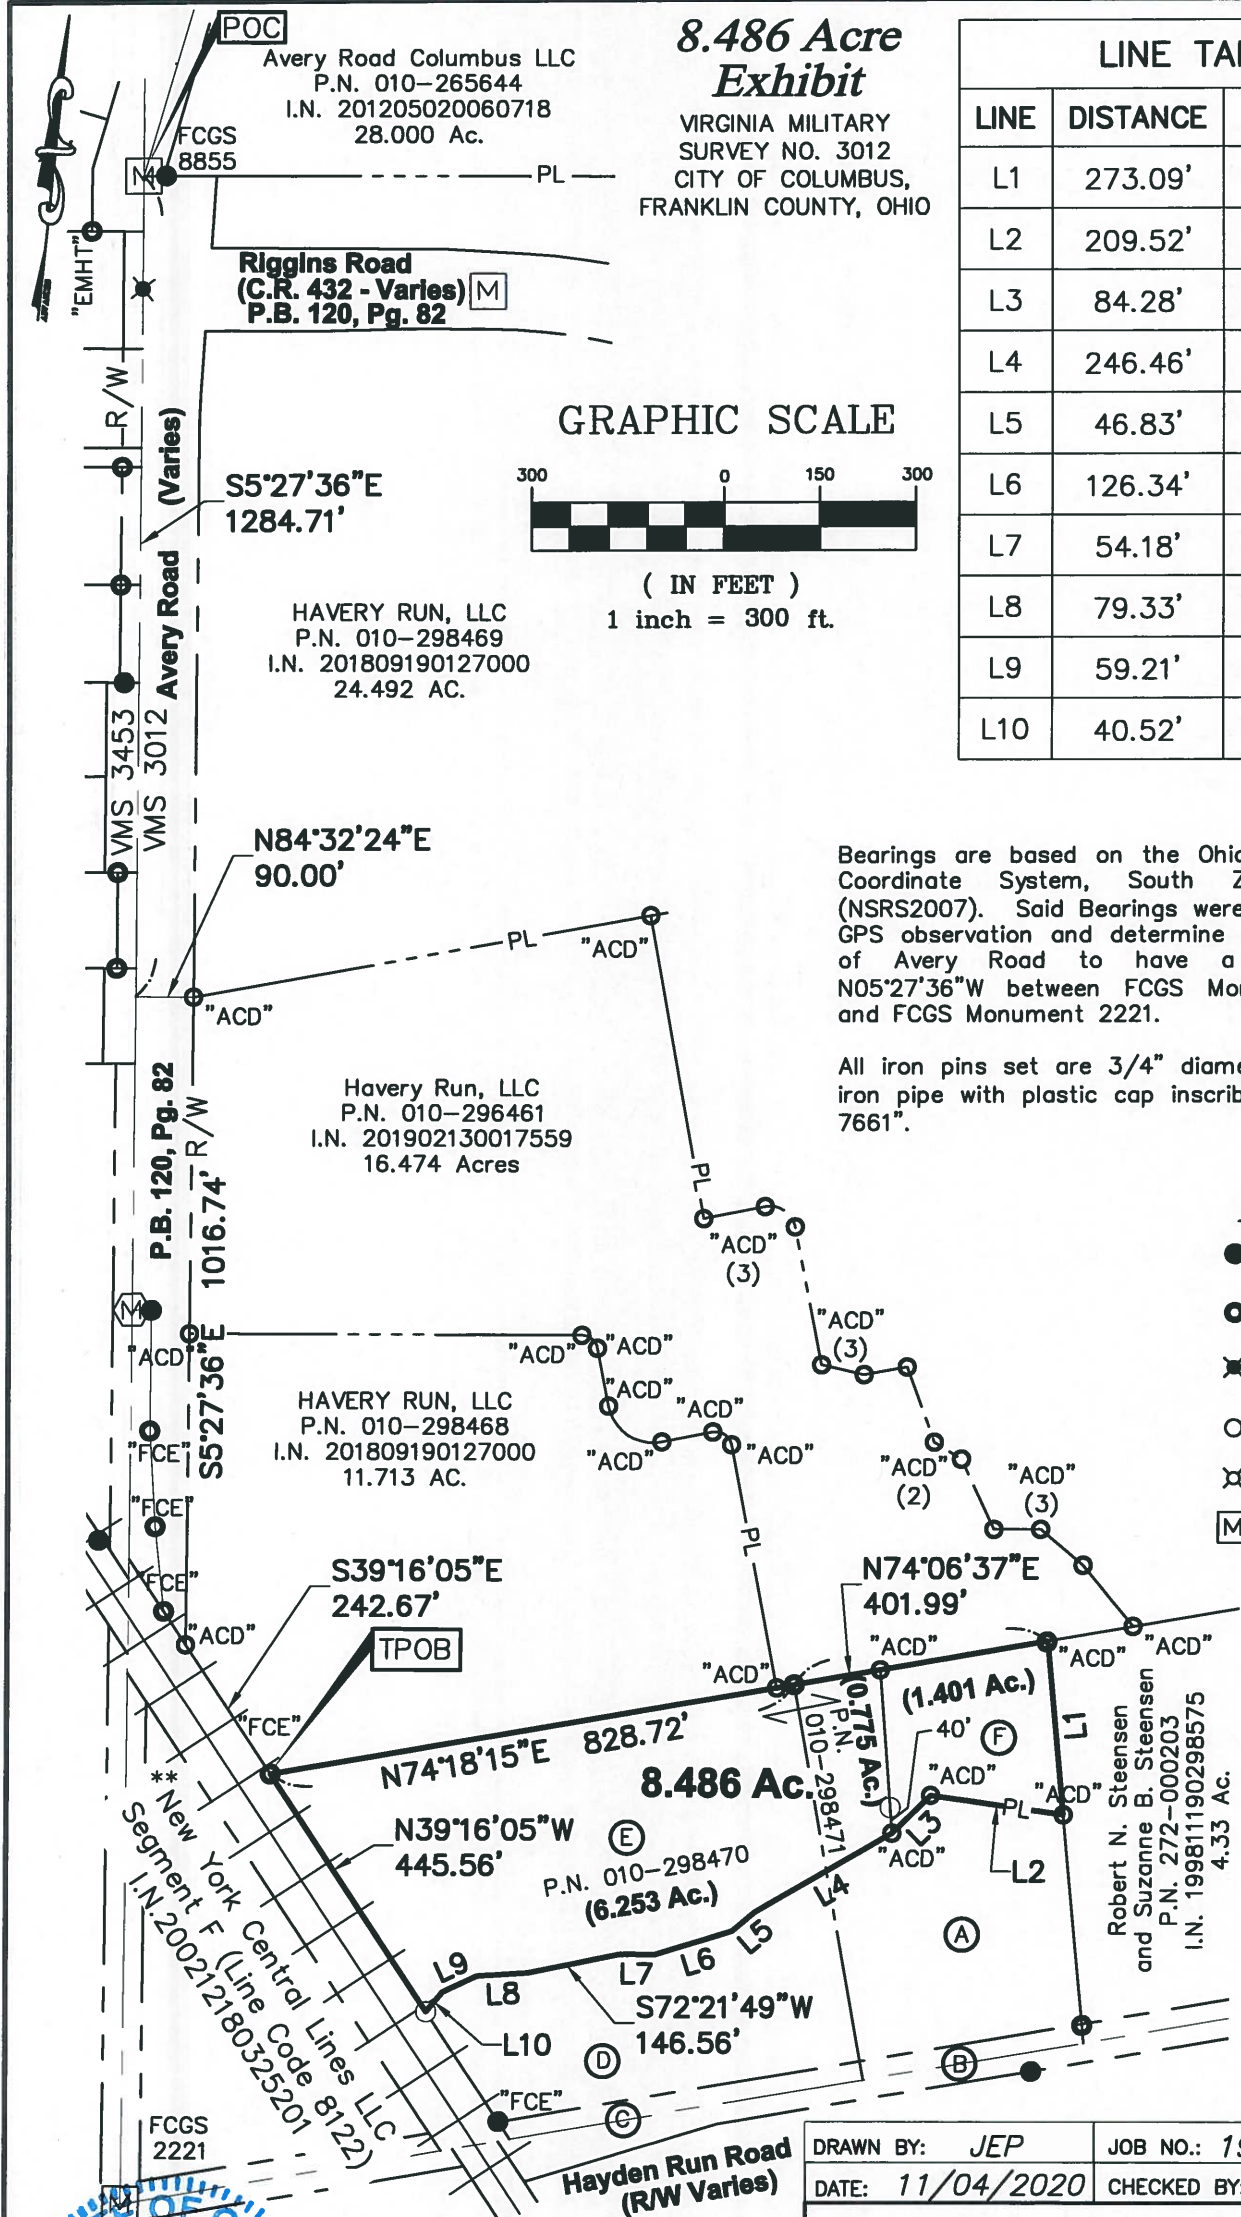 POC
Avery Road Columbus LLC
P.N. 010-265644
I.N. 201205020060718
28.000 Ac.
8.486 Acre
Exhibit
VIRGINIA MILITARY
SURVEY NO. 3012
CITY OF COLUMBUS,
FRANKLIN COUNTY, OHIO
LINE
LINE DISTANCE
L1 273.09'
L2 209.52'
L3 84.28'
L4 246.46'
L5 46.83'
L6 126.34'
L7 54.18'
L8 79.33'
L9 59.21'
L10 40.52'
FCGS
8855
M
PL
"EMHT"
Riggins Road
(C.R. 432 - Varies) M
P.B. 120, Pg. 82
R/W
Avery Road (Varies)
S5°27'36"E
1284.71'
GRAPHIC SCALE
300 0 150 300
( IN FEET )
1 inch = 300 ft.
HAVERY RUN, LLC
P.N. 010-298469
I.N. 201809190127000
24.492 AC.
VMS 3453
VMS 3012
N84°32'24"E
90.00'
Bearings are based on the
Coordinate System, South
(NSRS2007). Said Bearings were
GPS observation and determine
of Avery Road to have a
N05°27'36"W between FCGS
and FCGS Monument 2221.
All iron pins set are 3/4"
iron pipe with plastic cap
7661".
PL
"ACD"
"ACD"
P.B. 120, Pg. 82
R/W
S5°27'36"E 1016.74'
Havery Run, LLC
P.N. 010-296461
I.N. 201902130017559
16.474 Acres
PL
"ACD"
(3)
"ACD"
(3)
M
"ACD"
"ACD"
"ACD"
"ACD"
"ACD"
"ACD"
"ACD"
HAVERY RUN, LLC
P.N. 010-298468
I.N. 201809190127000
11.713 AC.
"FCE"
"FCE"
"FCE"
"ACD"
(2)
"ACD"
(3)
M
PL
S39°16'05"E
242.67'
N74°06'37"E
401.99'
"ACD"
TPOB
"ACD"
"ACD"
"ACD"
"ACD"
"FCE"
N74°18'15"E 828.72'
8.486 Ac.
P.N.
010-298471
(0.775 Ac.)
(1.401 Ac.)
F
40'
L1
"ACD"
"ACD"
PL
L2
L3
"ACD"
Robert N. Steensen
and Suzanne B. Steensen
P.N. 272-000203
I.N. 199811190298575
4.33 Ac.
N39°16'05"W
445.56'
E
P.N. 010-298470
(6.253 Ac.)
**New York Central Lines LLC
Segment F (Line Code 8122)
I.N.200212180325201
L4
L5
L6
L7
L8
L9
L10
A
S72°21'49"W
146.56'
D
B
C
"FCE"
FCGS
2221
M
OF
Hayden Run Road
(R/W Varies)
DRAWN BY: JEP
JOB NO.:
DATE: 11/04/2020
CHECKED BY: